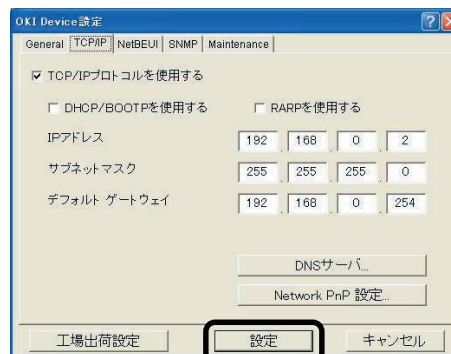 OKI Device設定
General TCP/IP NetBEUI SNMP Maintenance
TCP/IPプロトコルを使用する
DHCP/BOOTPを使用する RARPを使用する
IPアドレス 192 . 168 . 0 . 2
サブネットマスク 255 . 255 . 255 . 0
デフォルト ゲートウェイ 192 . 168 . 0 . 254
DNSサーバ...
Network PnP 設定...
工場出荷設定 設定 キャンセル